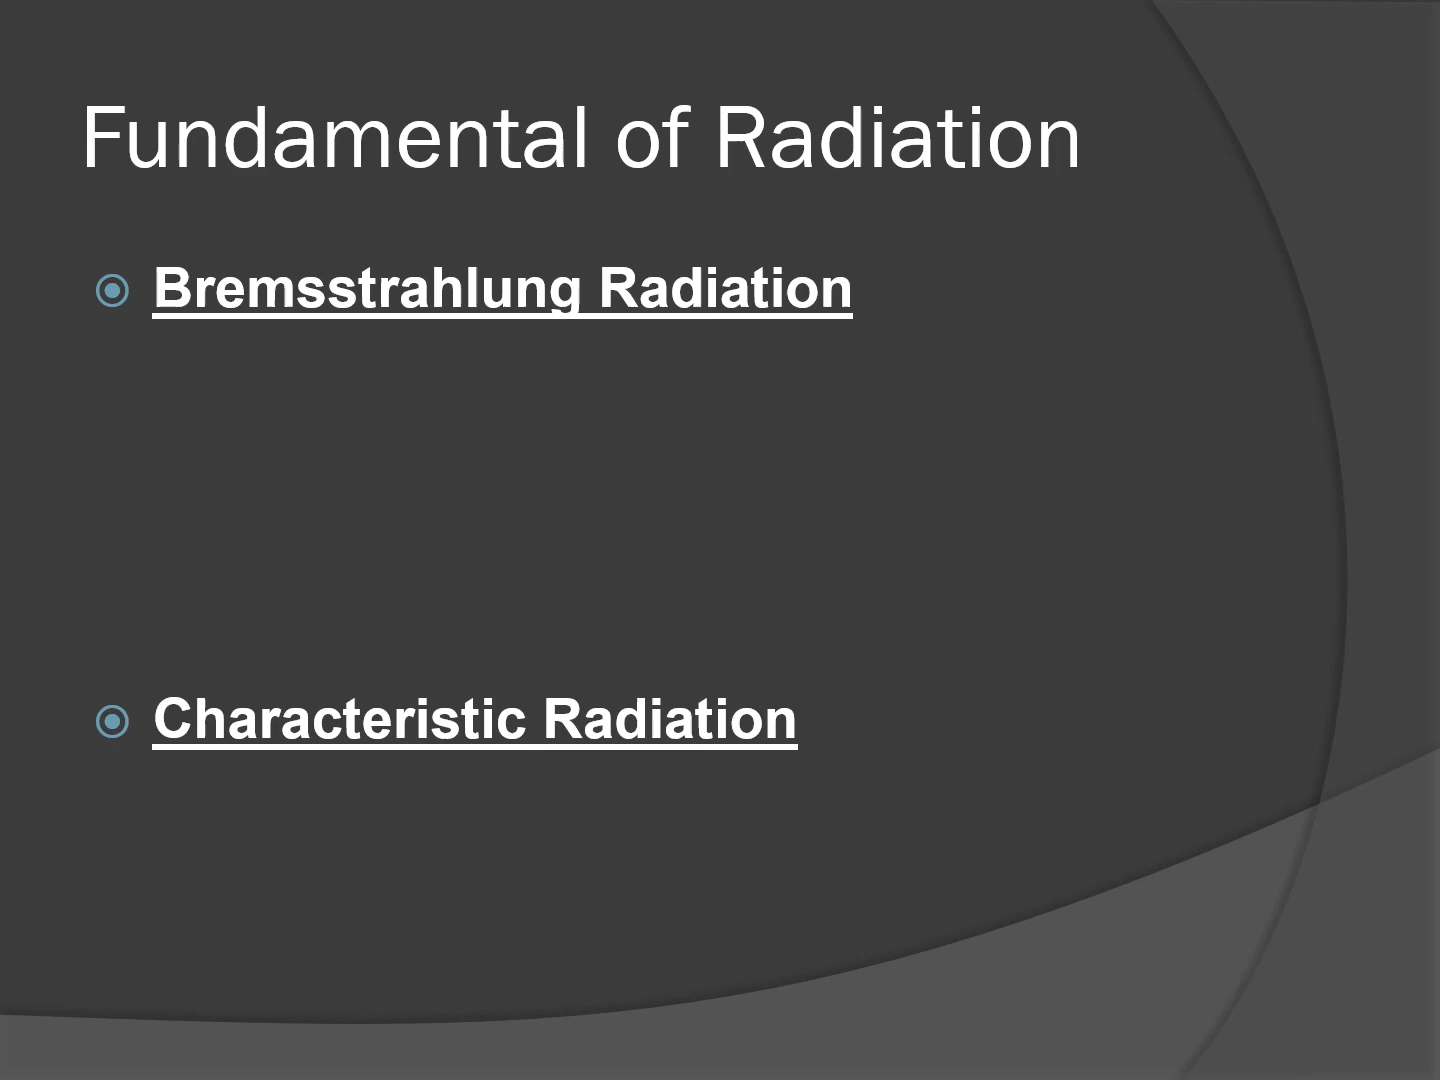 Fundamental of Radiation
Bremsstrahlung Radiation
Characteristic Radiation